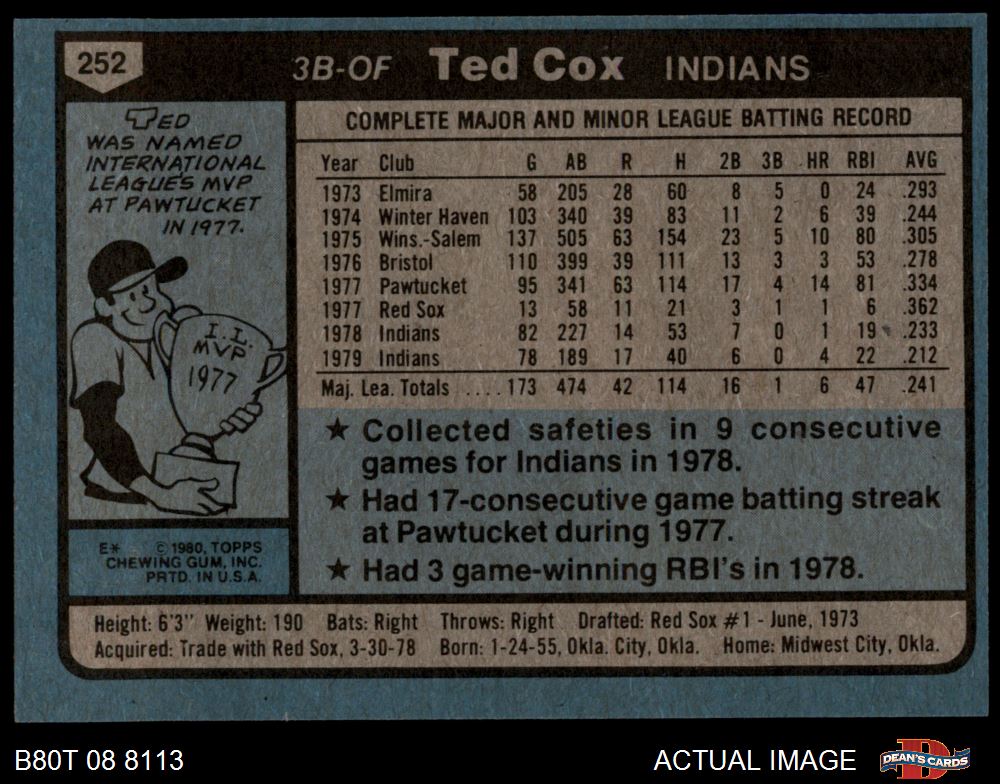 252
3B-OF Ted Cox INDIANS
TED
WAS NAMED
INTERNATIONAL
LEAGUE'S MVP
AT PAWTUCKET
IN 1977.
I.L.
MVP
1977
E* © 1980, TOPPS
CHEWING GUM, INC.
PRTD. IN U.S.A.
COMPLETE MAJOR AND MINOR LEAGUE BATTING RECORD
Year Club G AB R H 2B 3B HR RBI AVG
1973 Elmira 58 205 28 60 8 5 0 24 .293
1974 Winter Haven 103 340 39 83 11 2 6 39 .244
1975 Wins.-Salem 137 505 63 154 23 5 10 80 .305
1976 Bristol 110 399 39 111 13 3 3 53 .278
1977 Pawtucket 95 341 63 114 17 4 14 81 .334
1977 Red Sox 13 58 11 21 3 1 1 6 .362
1978 Indians 82 227 14 53 7 0 1 19 .233
1979 Indians 78 189 17 40 6 0 4 22 .212
Maj. Lea. Totals .... 173 474 42 114 16 1 6 47 .241
★ Collected safeties in 9 consecutive
games for Indians in 1978.
★ Had 17-consecutive game batting streak
at Pawtucket during 1977.
★ Had 3 game-winning RBI's in 1978.
Height: 6'3" Weight: 190 Bats: Right Throws: Right Drafted: Red Sox #1 - June, 1973
Acquired: Trade with Red Sox, 3-30-78 Born: 1-24-55, Okla. City, Okla. Home: Midwest City, Okla.
B80T 08 8113 ACTUAL IMAGE DEAN'S CARDS